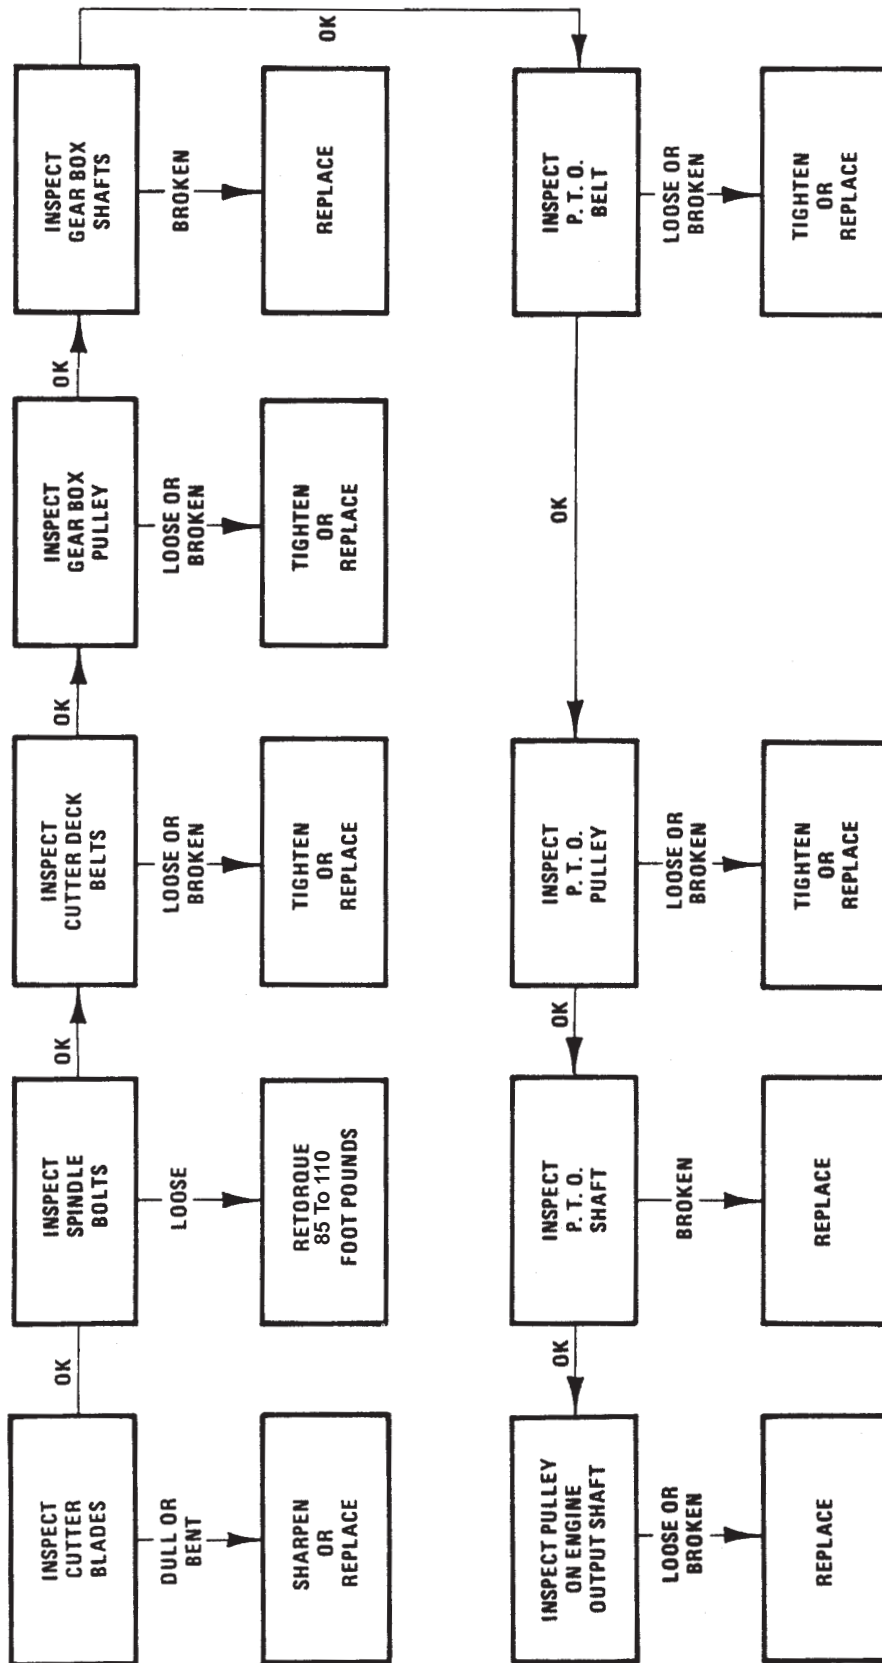 INSPECT
CUTTER
BLADES
OK
DULL OR
BENT
SHARPEN
OR
REPLACE
INSPECT
SPINDLE
BOLTS
OK
LOOSE
RETORQUE
85 To 110
FOOT POUNDS
INSPECT
CUTTER DECK
BELTS
OK
LOOSE OR
BROKEN
TIGHTEN
OR
REPLACE
INSPECT
GEAR BOX
PULLEY
OK
LOOSE OR
BROKEN
TIGHTEN
OR
REPLACE
INSPECT
GEAR BOX
SHAFTS
OK
BROKEN
REPLACE
INSPECT
P. T. O.
BELT
OK
LOOSE OR
BROKEN
TIGHTEN
OR
REPLACE
INSPECT
P. T. O.
PULLEY
OK
LOOSE OR
BROKEN
TIGHTEN
OR
REPLACE
INSPECT
P. T. O.
SHAFT
OK
BROKEN
REPLACE
INSPECT PULLEY
ON ENGINE
OUTPUT SHAFT
LOOSE OR
BROKEN
REPLACE